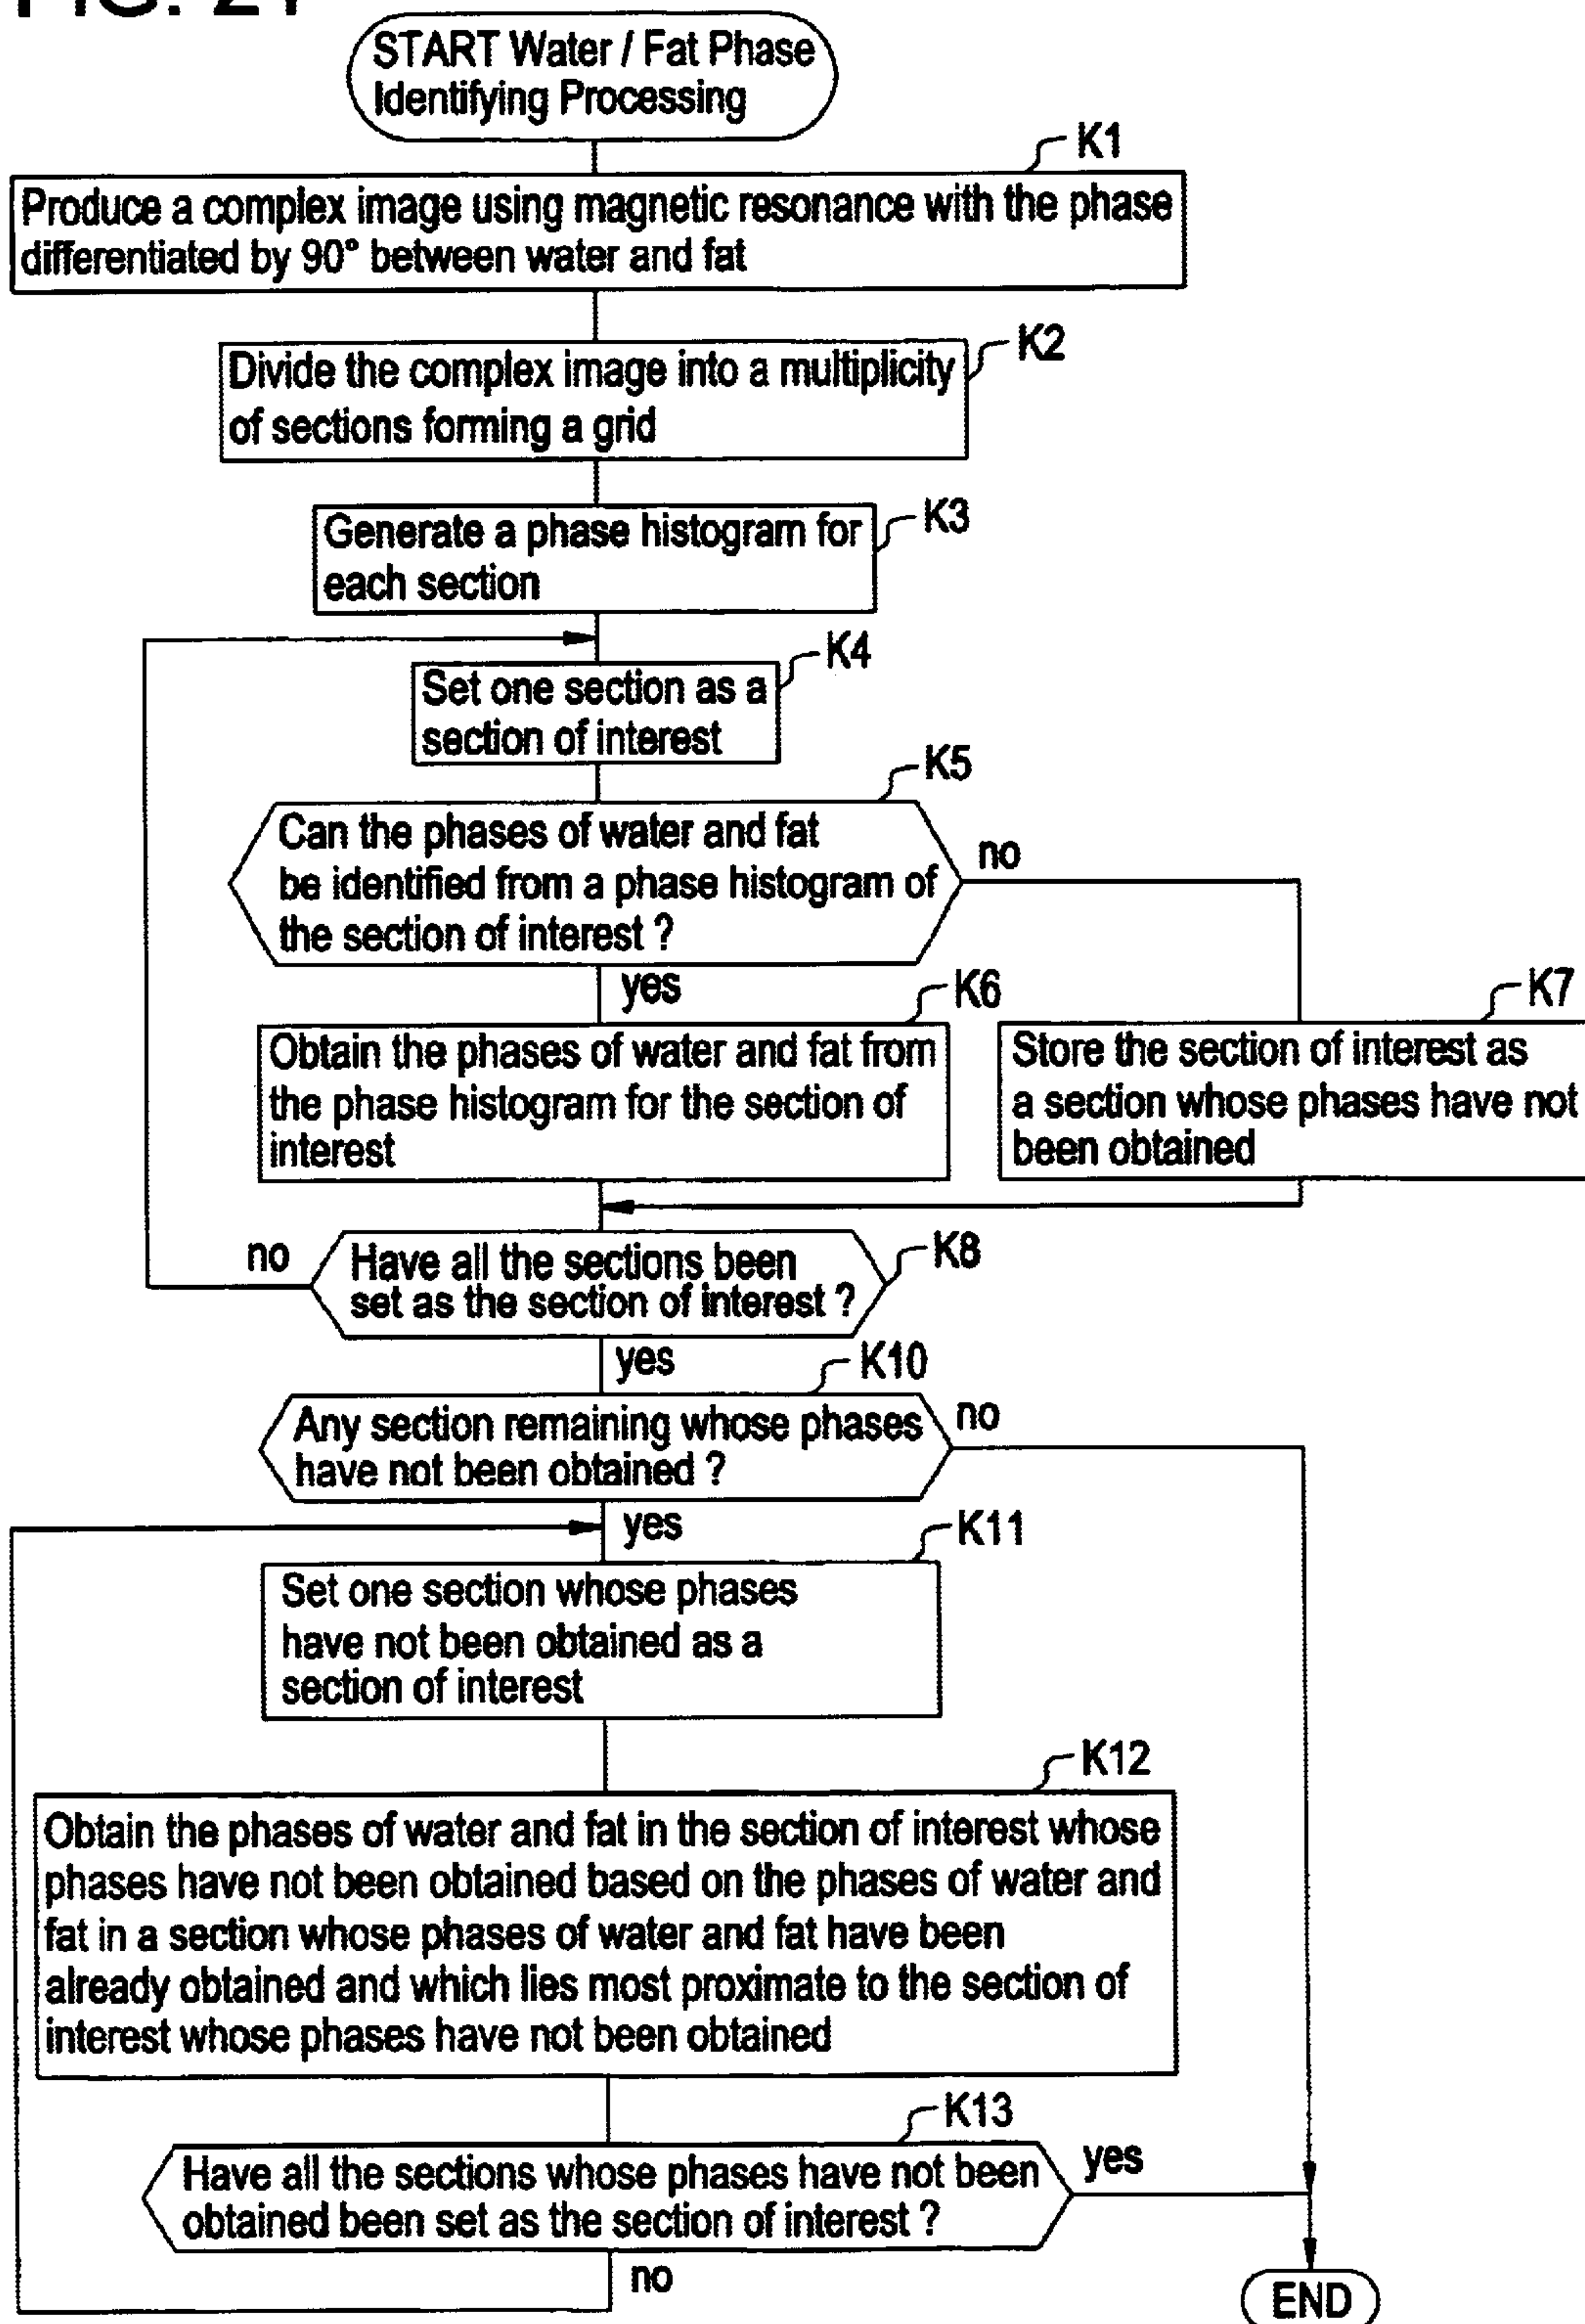 START Water / Fat Phase
Identifying Processing
K1
Produce a complex image using magnetic resonance with the phase
differentiated by 90° between water and fat
K2
Divide the complex image into a multiplicity
of sections forming a grid
K3
Generate a phase histogram for
each section
K4
Set one section as a
section of interest
K5
Can the phases of water and fat
be identified from a phase histogram of
the section of interest ?
no
yes
K6
Obtain the phases of water and fat from
the phase histogram for the section of
interest
K7
Store the section of interest as
a section whose phases have not
been obtained
no
K8
Have all the sections been
set as the section of interest ?
yes
K10
Any section remaining whose phases
have not been obtained ?
no
yes
K11
Set one section whose phases
have not been obtained as a
section of interest
K12
Obtain the phases of water and fat in the section of interest whose
phases have not been obtained based on the phases of water and
fat in a section whose phases of water and fat have been
already obtained and which lies most proximate to the section of
interest whose phases have not been obtained
K13
Have all the sections whose phases have not been
obtained been set as the section of interest ?
yes
no
END